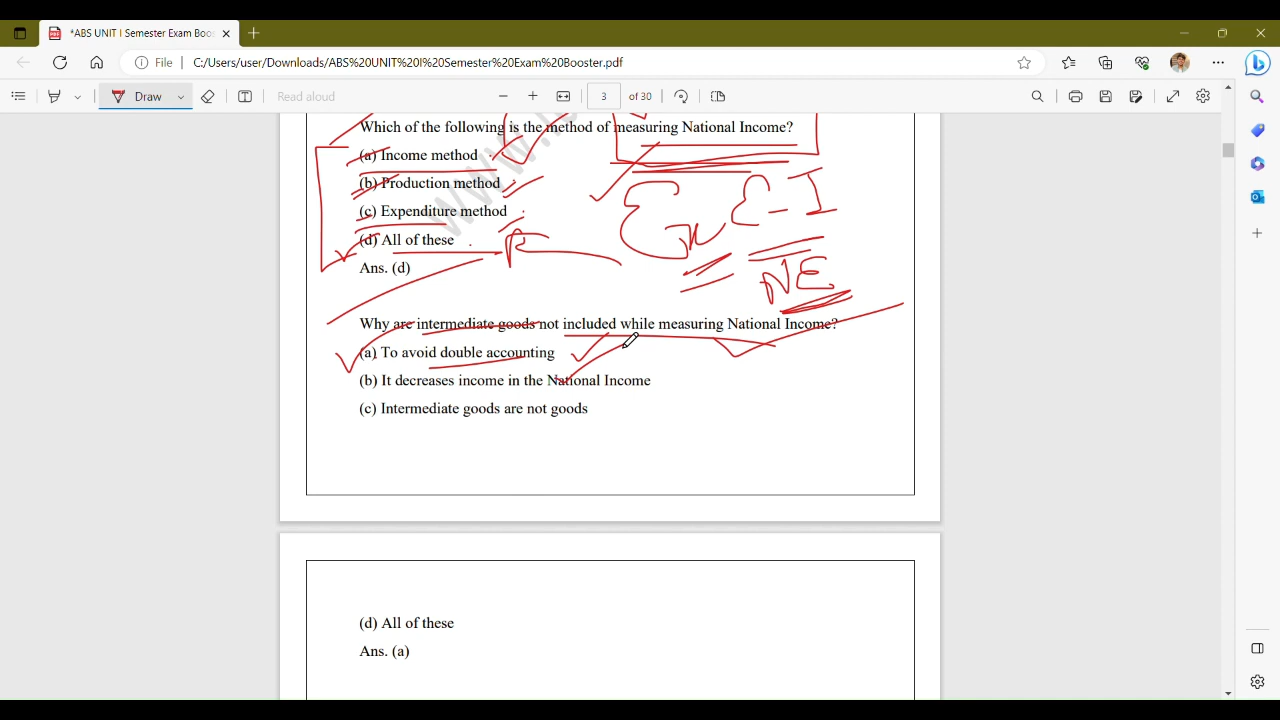 *ABS UNIT I Semester Exam Boo
File | C:/Users/user/Downloads/ABS%20UNIT%20I%20Semester%20Exam%20Booster.pdf
Draw
Read aloud
3 of 30
Which of the following is the method of measuring National Income?
(a) Income method
(b) Production method
(c) Expenditure method
(d) All of these
Ans. (d)
NE
Why are intermediate goods not included while measuring National Income?
(a) To avoid double accounting
(b) It decreases income in the National Income
(c) Intermediate goods are not goods
(d) All of these
Ans. (a)